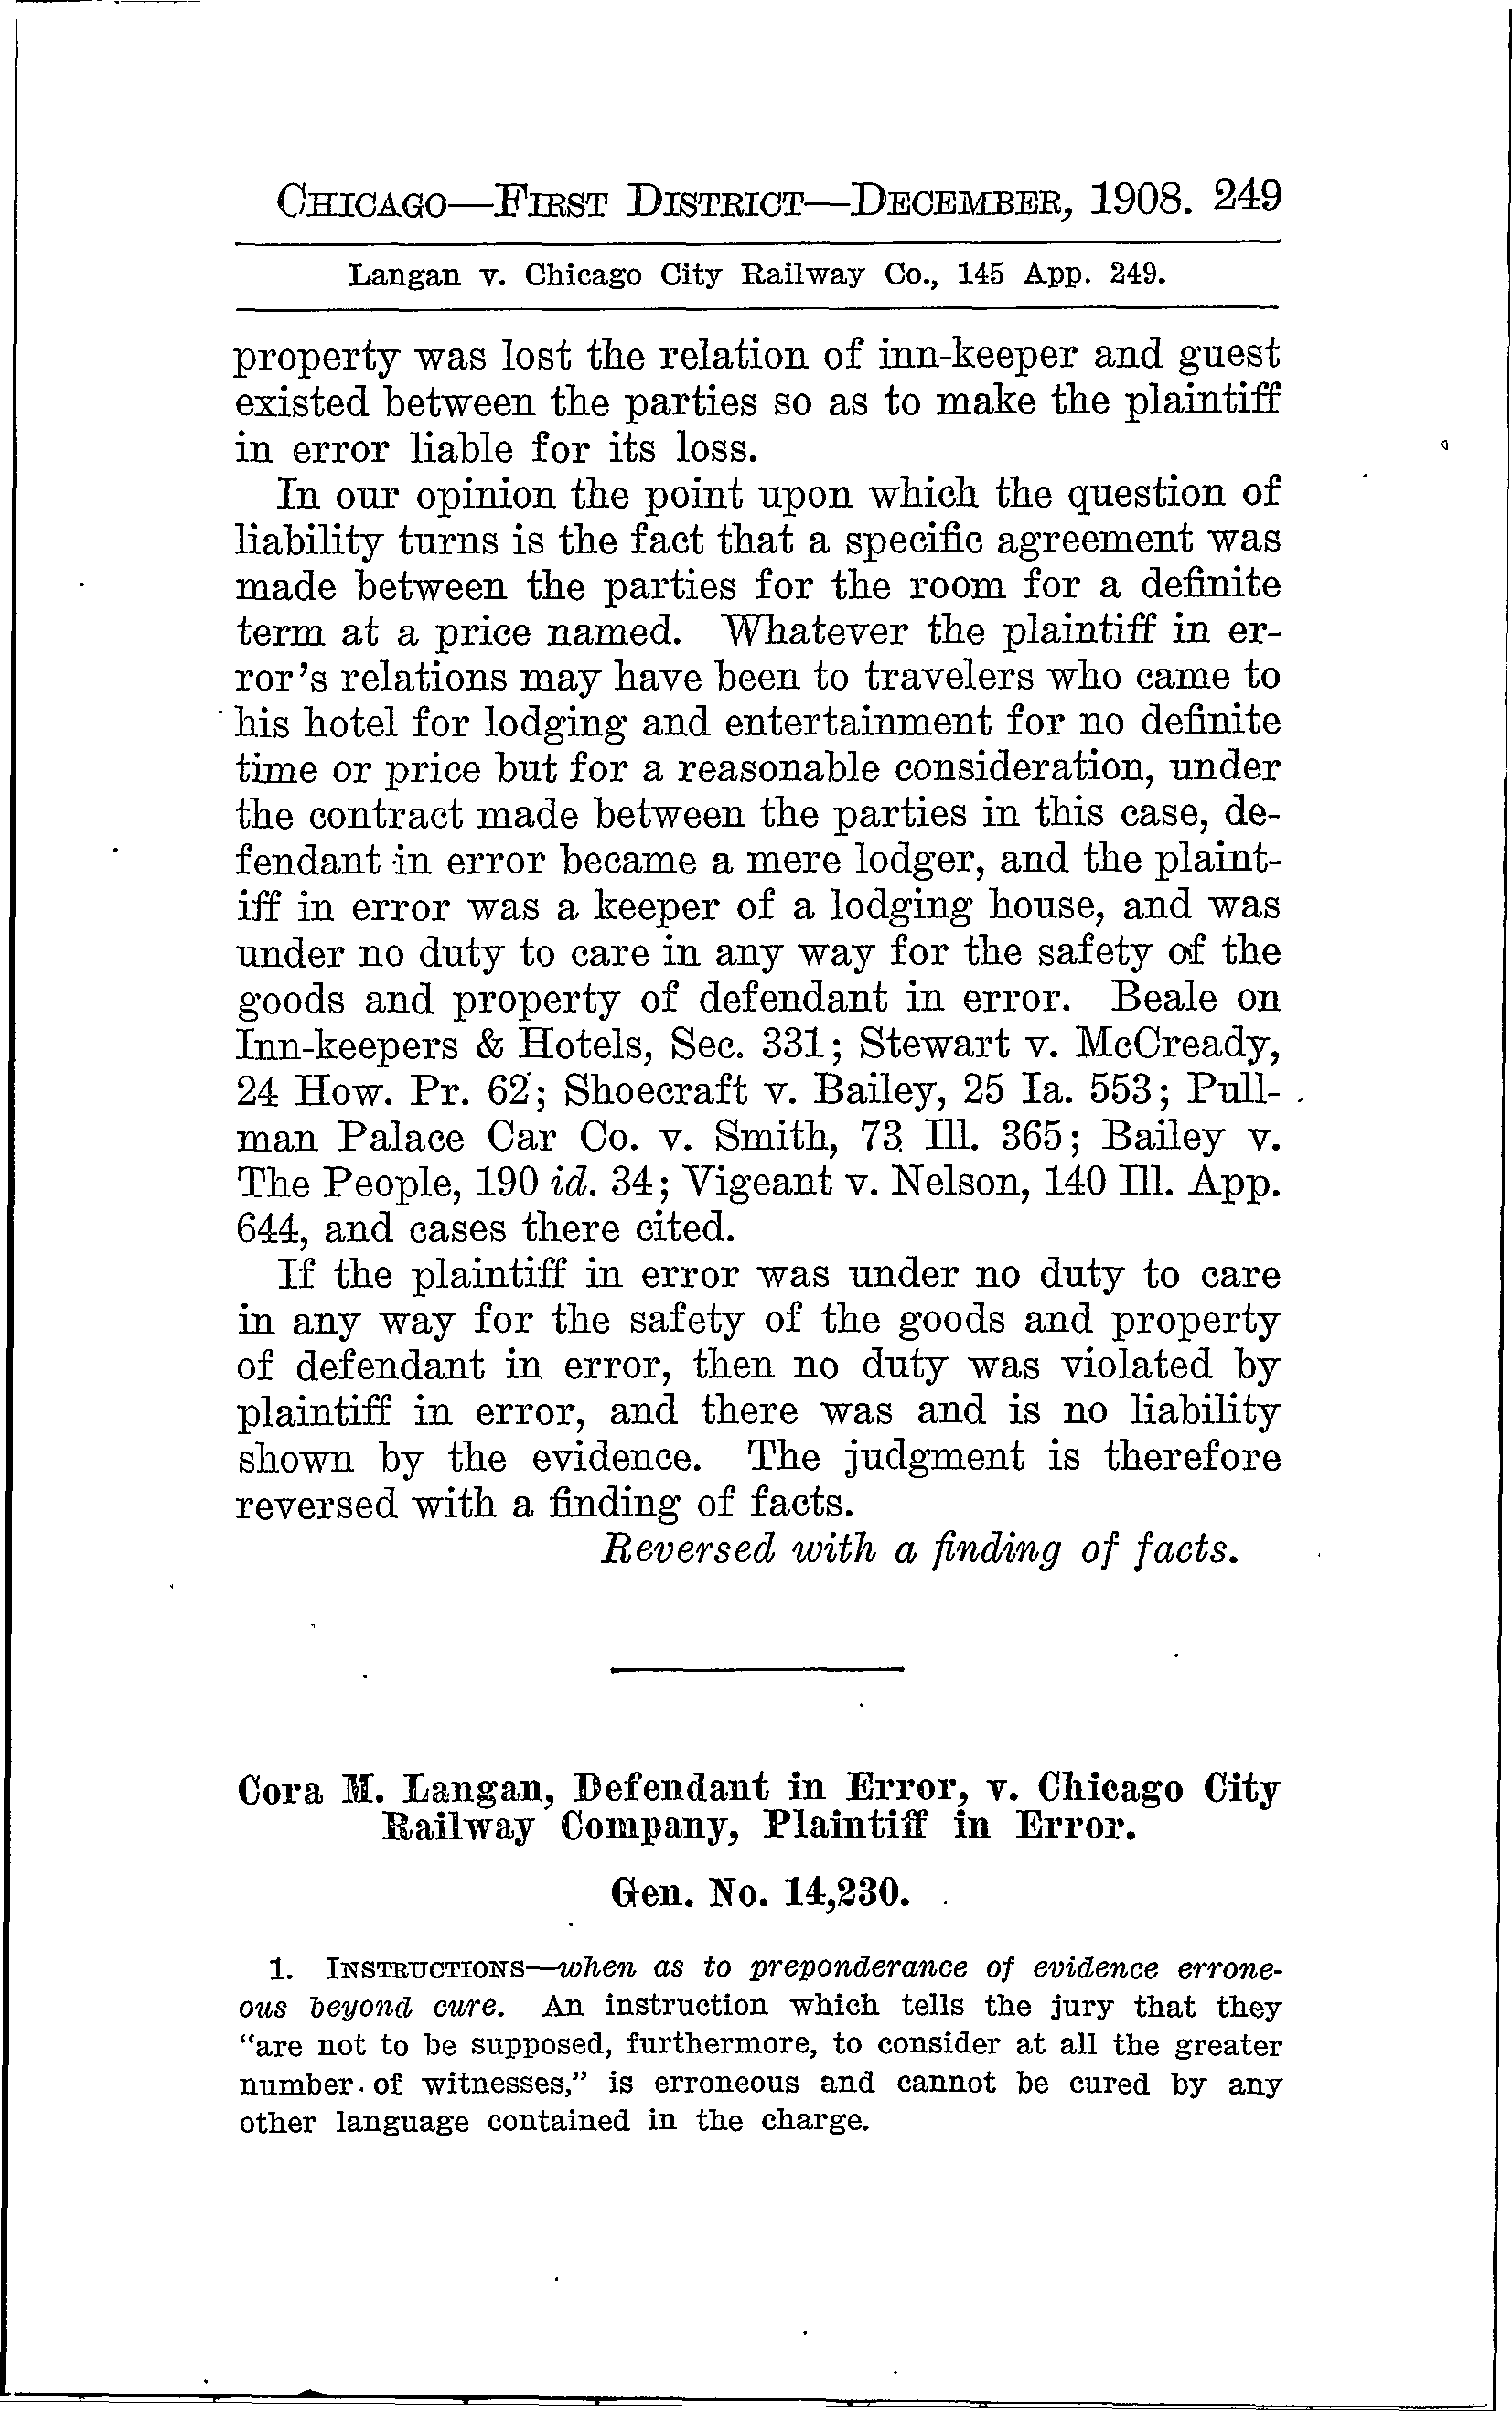 CHICAGO—FIRST DISTRICT—DECEMBER, 1908. 249
Langan v. Chicago City Railway Co., 145 App. 249.
property was lost the relation of inn-keeper and guest
existed between the parties so as to make the plaintiff
in error liable for its loss.
In our opinion the point upon which the question of
liability turns is the fact that a specific agreement was
made between the parties for the room for a definite
term at a price named. Whatever the plaintiff in er-
ror's relations may have been to travelers who came to
his hotel for lodging and entertainment for no definite
time or price but for a reasonable consideration, under
the contract made between the parties in this case, de-
fendant in error became a mere lodger, and the plaint-
iff in error was a keeper of a lodging house, and was
under no duty to care in any way for the safety of the
goods and property of defendant in error. Beale on
Inn-keepers & Hotels, Sec. 331; Stewart v. McCready,
24 How. Pr. 62; Shoecraft v. Bailey, 25 Ia. 553; Pull-
man Palace Car Co. v. Smith, 73 Ill. 365; Bailey v.
The People, 190 id. 34; Vigeant v. Nelson, 140 Ill. App.
644, and cases there cited.
If the plaintiff in error was under no duty to care
in any way for the safety of the goods and property
of defendant in error, then no duty was violated by
plaintiff in error, and there was and is no liability
shown by the evidence. The judgment is therefore
reversed with a finding of facts.
Reversed with a finding of facts.
Cora M. Langan, Defendant in Error, v. Chicago City
Railway Company, Plaintiff in Error.
Gen. No. 14,230.
1. INSTRUCTIONS—when as to preponderance of evidence errone-
ous beyond cure. An instruction which tells the jury that they
"are not to be supposed, furthermore, to consider at all the greater
number of witnesses," is erroneous and cannot be cured by any
other language contained in the charge.